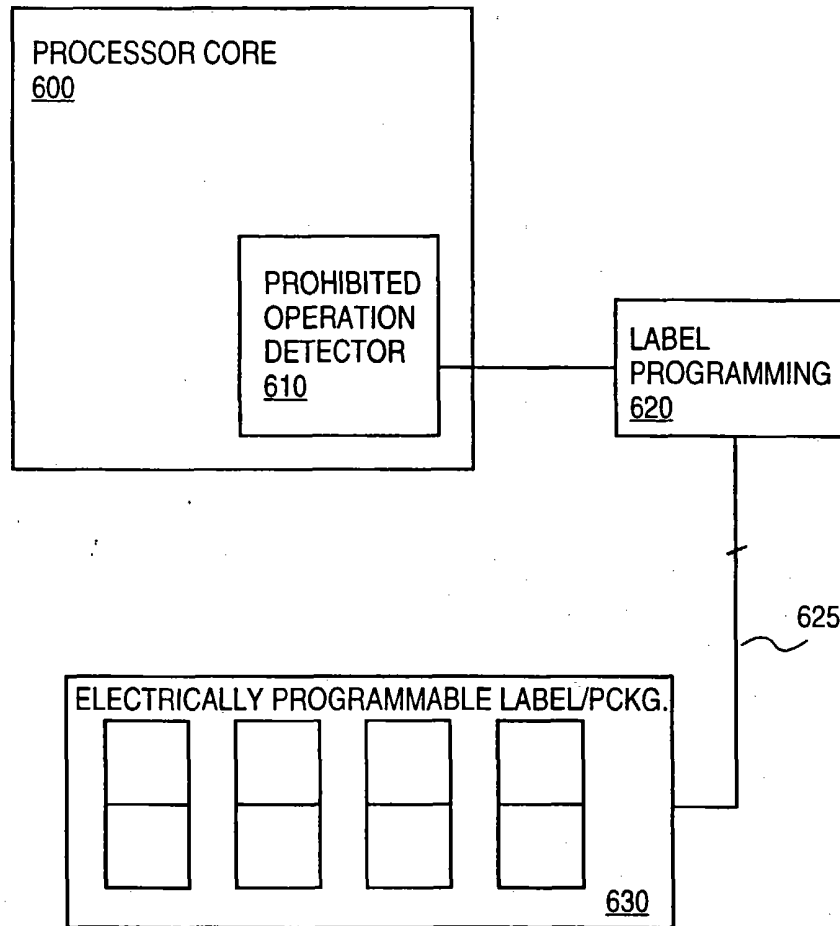 PROCESSOR CORE
600
PROHIBITED
OPERATION
DETECTOR
610
LABEL
PROGRAMMING
620
625
ELECTRICALLY PROGRAMMABLE LABEL/PCKG.
630